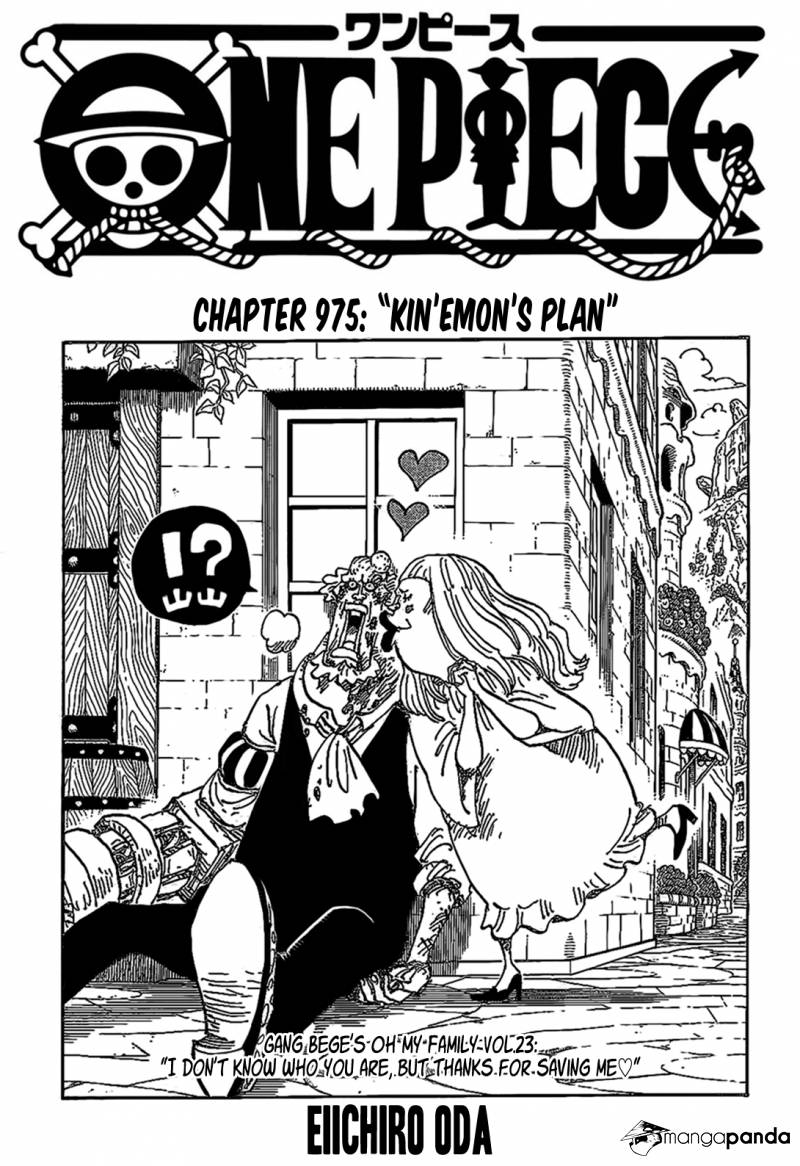 ワンピース
ONE PIECE
CHAPTER 975: "KIN'EMON'S PLAN"
!?
GANG BEGE'S OH MY FAMILY VOL.23:
"I DON'T KNOW WHO YOU ARE, BUT THANKS FOR SAVING ME♡"
EIICHIRO ODA
mangapanda